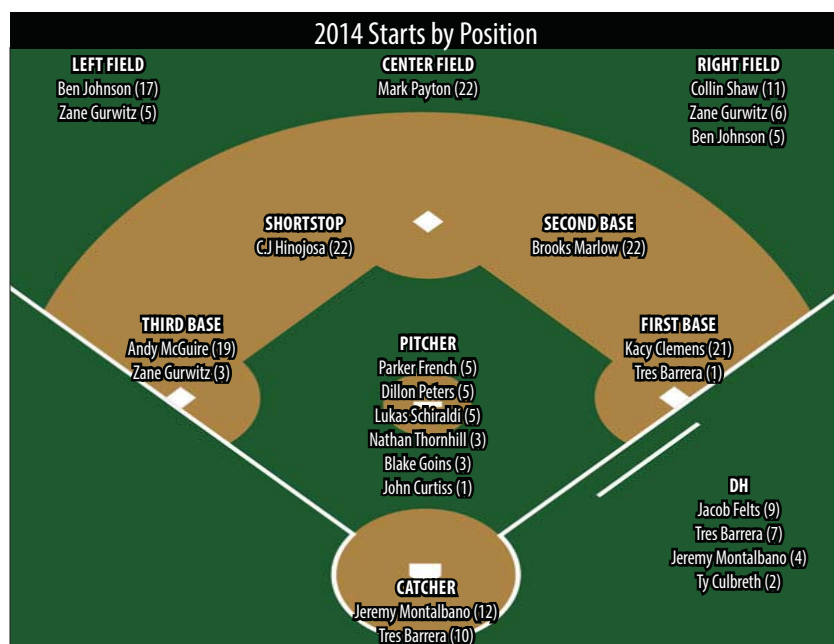 2014 Starts by Position
LEFT FIELD
Ben Johnson (17)
Zane Gurwitz (5)
CENTER FIELD
Mark Payton (22)
RIGHT FIELD
Collin Shaw (11)
Zane Gurwitz (6)
Ben Johnson (5)
SHORTSTOP
C.J Hinojosa (22)
SECOND BASE
Brooks Marlow (22)
THIRD BASE
Andy McGuire (19)
Zane Gurwitz (3)
PITCHER
Parker French (5)
Dillon Peters (5)
Lukas Schiraldi (5)
Nathan Thornhill (3)
Blake Goins (3)
John Curtiss (1)
FIRST BASE
Kacy Clemens (21)
Tres Barrera (1)
DH
Jacob Felts (9)
Tres Barrera (7)
Jeremy Montalbano (4)
Ty Culbreth (2)
CATCHER
Jeremy Montalbano (12)
Tres Barrera (10)